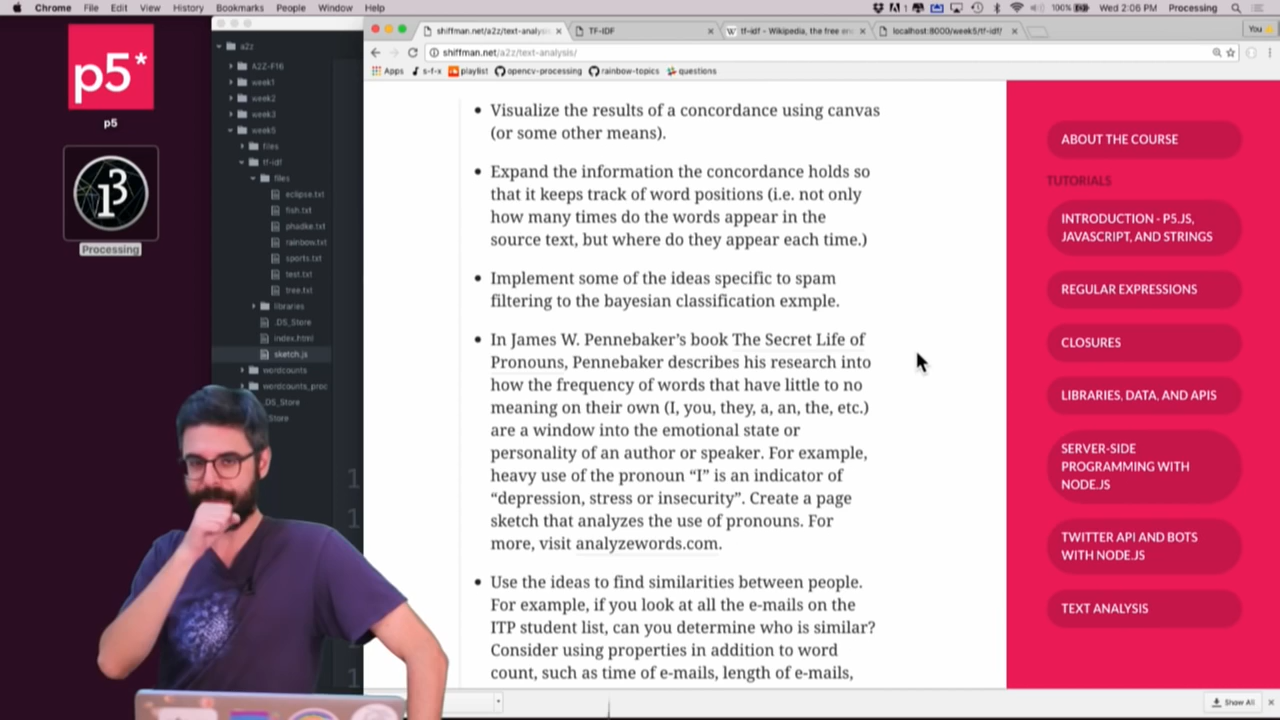 Chrome File Edit View History Bookmarks People Window Help 1 100% Wed 2:06 PM Processing
p5*
p5
Processing
a2z
A2Z-F16
week1
week2
week3
week5
files
tf-idf
files
eclipse.txt
fish.txt
phadke.txt
rainbow.txt
sports.txt
test.txt
tree.txt
libraries
.DS_Store
index.html
sketch.js
wordcounts
wordcounts_proc
.DS_Store
Store
1
1
1
shiffman.net/a2z/text-analysis TF-IDF tf-idf - Wikipedia, the free localhost:8000/week5/tf-idf/ You
shiffman.net/a2z/text-analysis/
Apps s-f-x playlist opencv-processing rainbow-topics questions
• Visualize the results of a concordance using canvas
(or some other means).
• Expand the information the concordance holds so
that it keeps track of word positions (i.e. not only
how many times do the words appear in the
source text, but where do they appear each time.)
• Implement some of the ideas specific to spam
filtering to the bayesian classification exmple.
• In James W. Pennebaker's book The Secret Life of
Pronouns, Pennebaker describes his research into
how the frequency of words that have little to no
meaning on their own (I, you, they, a, an, the, etc.)
are a window into the emotional state or
personality of an author or speaker. For example,
heavy use of the pronoun “I” is an indicator of
“depression, stress or insecurity”. Create a page
sketch that analyzes the use of pronouns. For
more, visit analyzewords.com.
• Use the ideas to find similarities between people.
For example, if you look at all the e-mails on the
ITP student list, can you determine who is similar?
Consider using properties in addition to word
count, such as time of e-mails, length of e-mails,
ABOUT THE COURSE
TUTORIALS
INTRODUCTION - P5.JS,
JAVASCRIPT, AND STRINGS
REGULAR EXPRESSIONS
CLOSURES
LIBRARIES, DATA, AND APIS
SERVER-SIDE
PROGRAMMING WITH
NODE.JS
TWITTER API AND BOTS
WITH NODE.JS
TEXT ANALYSIS
Show All